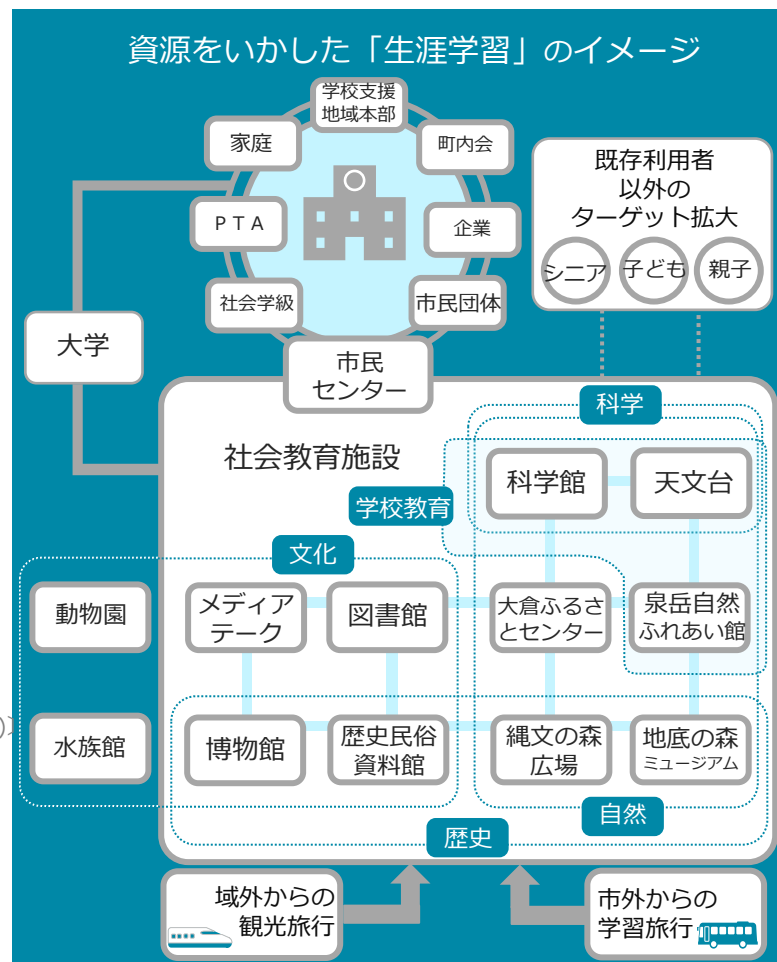 資源をいかした「生涯学習」のイメージ
学校支援
地域本部
家庭
町内会
ＰＴＡ
企業
社会学級
市民団体
市民
センター
既存利用者
以外の
ターゲット拡大
シニア
子ども
親子
大学
社会教育施設
科学
科学館
天文台
学校教育
文化
動物園
メディア
テーク
図書館
大倉ふるさ
とセンター
泉岳自然
ふれあい館
水族館
博物館
歴史民俗
資料館
縄文の森
広場
地底の森
ミュージアム
自然
歴史
域外からの
観光旅行
市外からの
学習旅行